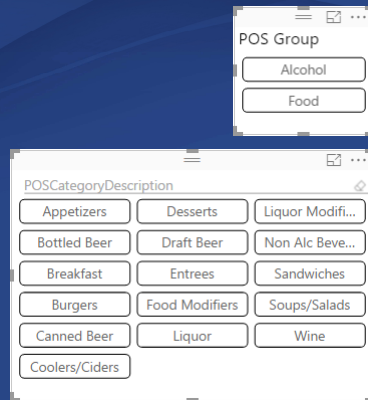 POS Group
Alcohol
Food
POSCategoryDescription
Appetizers Desserts Liquor Modifi...
Bottled Beer Draft Beer Non Alc Beve...
Breakfast Entrees Sandwiches
Burgers Food Modifiers Soups/Salads
Canned Beer Liquor Wine
Coolers/Ciders